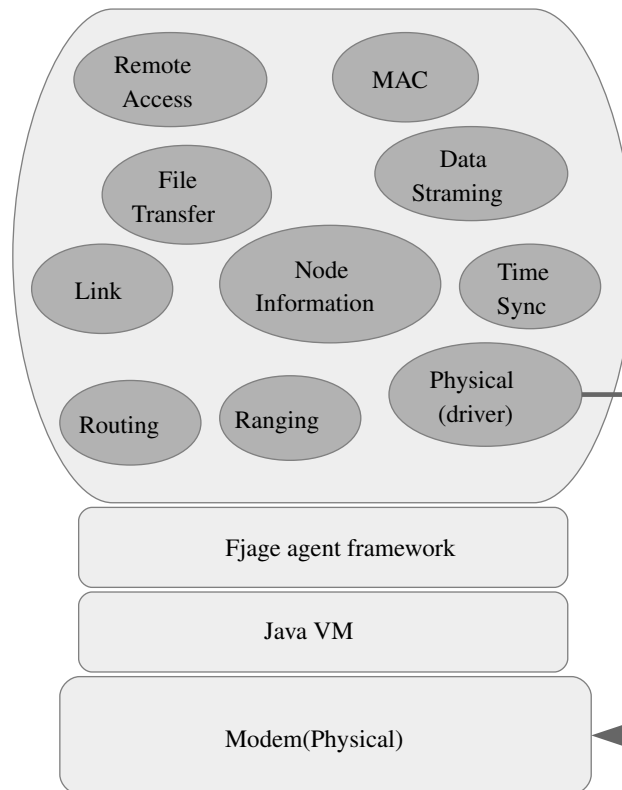 Remote
Access
MAC
File
Transfer
Data
Straming
Link
Node
Information
Time
Sync
Routing
Ranging
Physical
(driver)
Fjage agent framework
Java VM
Modem(Physical)